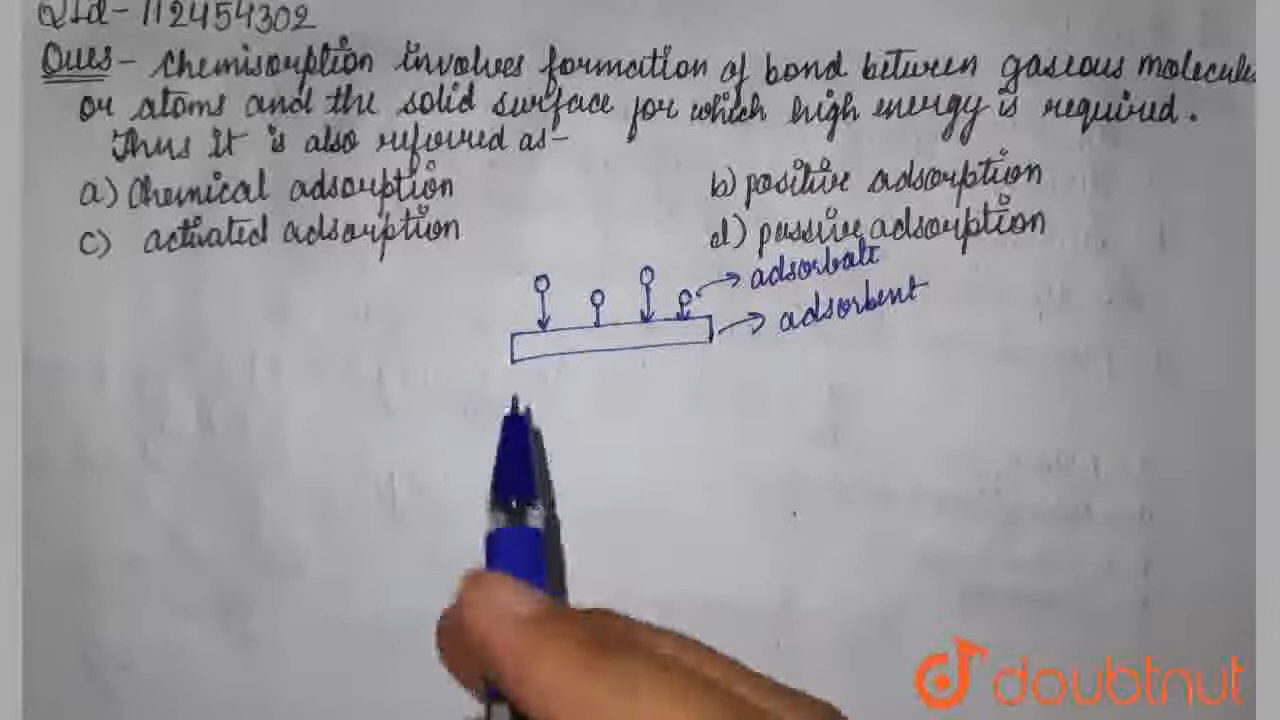 QId- 112454302
Ques - Chemisorption involves formation of bond between gaseous molecules
or atoms and the solid surface for which high energy is required.
Thus it is also referred as-
a) Chemical adsorption b) positive adsorption
c) activated adsorption d) passive adsorption
adsorbate
adsorbent
doubtnut